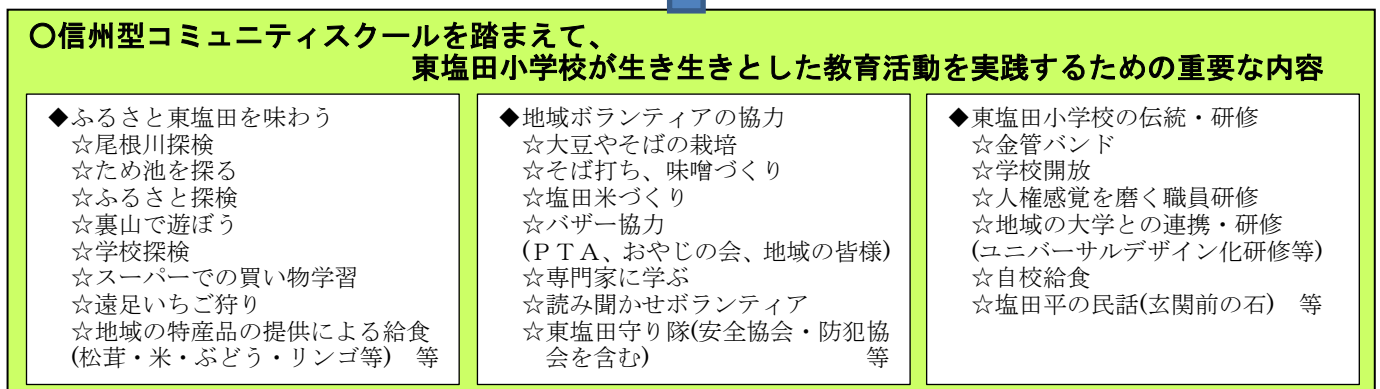 〇信州型コミュニティスクールを踏まえて、
東塩田小学校が生き生きとした教育活動を実践するための重要な内容
◆ふるさと東塩田を味わう
☆尾根川探検
☆ため池を探る
☆ふるさと探検
☆裏山で遊ぼう
☆学校探検
☆スーパーでの買い物学習
☆遠足いちご狩り
☆地域の特産品の提供による給食
(松茸・米・ぶどう・リンゴ等)　等
◆地域ボランティアの協力
☆大豆やそばの栽培
☆そば打ち、味噌づくり
☆塩田米づくり
☆バザー協力
(ＰＴＡ、おやじの会、地域の皆様)
☆専門家に学ぶ
☆読み聞かせボランティア
☆東塩田守り隊(安全協会・防犯協
会を含む)　等
◆東塩田小学校の伝統・研修
☆金管バンド
☆学校開放
☆人権感覚を磨く職員研修
☆地域の大学との連携・研修
(ユニバーサルデザイン化研修等)
☆自校給食
☆塩田平の民話(玄関前の石)　等